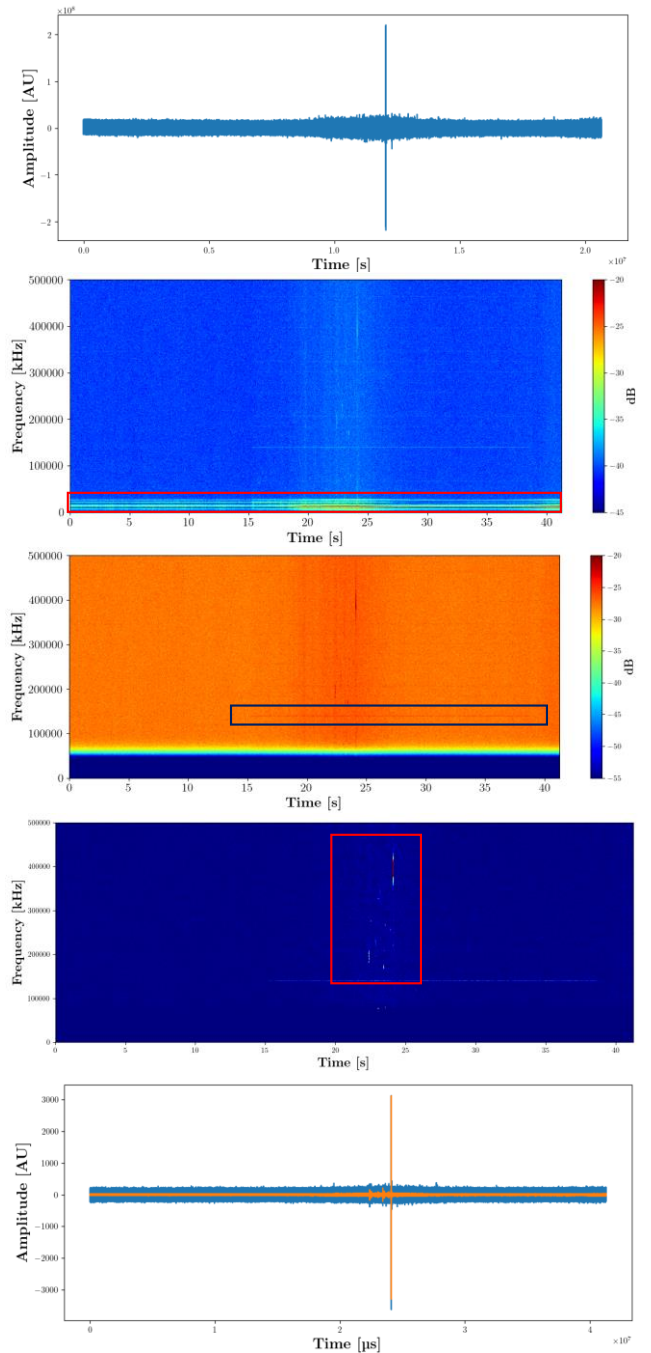 ×10⁸
2
1
0
−1
−2
Amplitude [AU]
0.0 0.5 1.0 1.5 2.0
×10⁷
Time [s]
500000
400000
300000
200000
100000
0
Frequency [kHz]
0 5 10 15 20 25 30 35 40
Time [s]
−20
−25
−30
−35
−40
−45
dB
500000
400000
300000
200000
100000
0
Frequency [kHz]
0 5 10 15 20 25 30 35 40
Time [s]
−20
−25
−30
−35
−40
−45
−50
−55
dB
500000
400000
300000
200000
100000
0
Frequency [kHz]
0 5 10 15 20 25 30 35 40
Time [s]
3000
2000
1000
0
−1000
−2000
−3000
Amplitude [AU]
0 2 4
×10⁷
Time [µs]